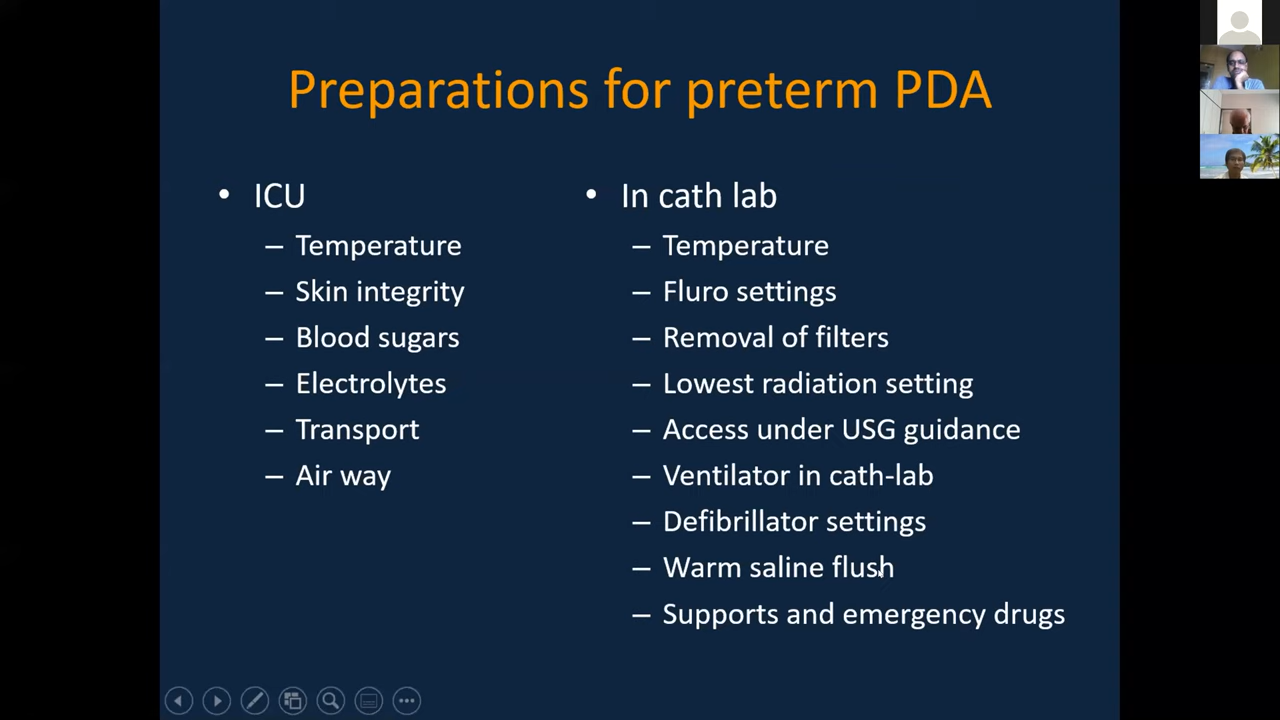 Preparations for preterm PDA
• ICU
– Temperature
– Skin integrity
– Blood sugars
– Electrolytes
– Transport
– Air way
• In cath lab
– Temperature
– Fluro settings
– Removal of filters
– Lowest radiation setting
– Access under USG guidance
– Ventilator in cath-lab
– Defibrillator settings
– Warm saline flush
– Supports and emergency drugs